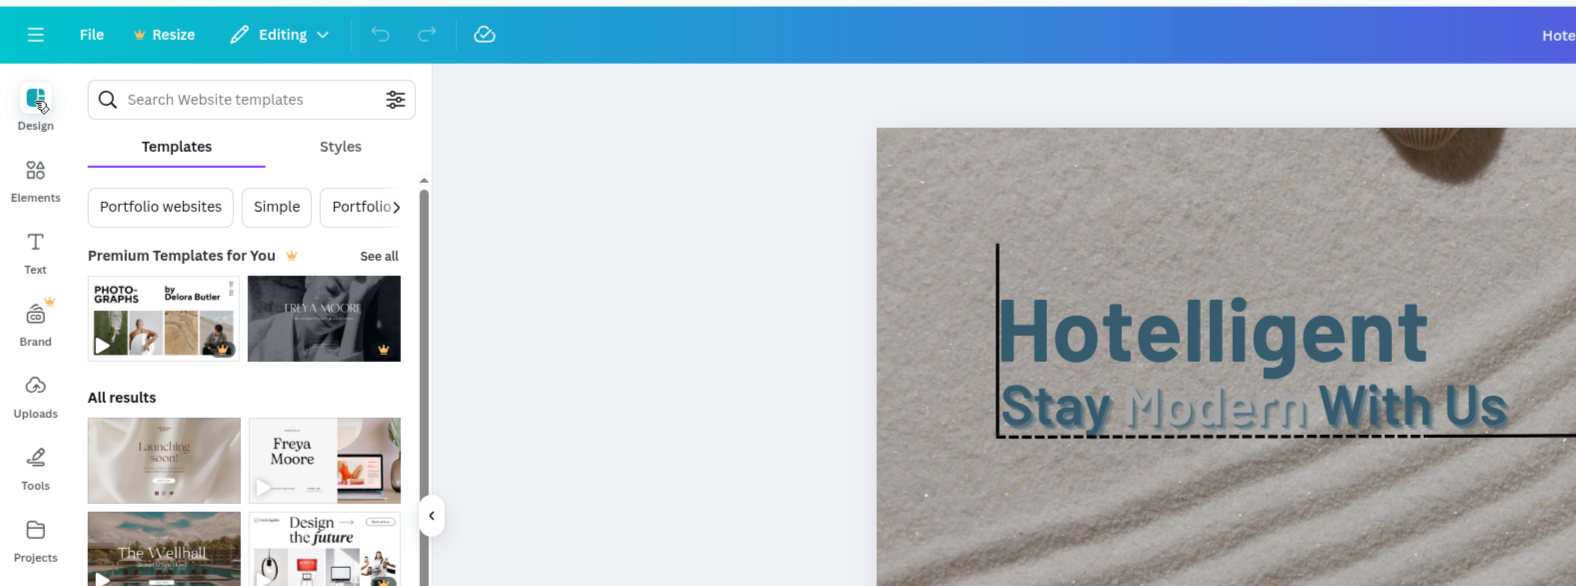 File
Resize
Editing
Hote
Design
Elements
Text
Brand
Uploads
Tools
Projects
Search Website templates
Templates
Styles
Portfolio websites
Simple
Portfolio
Premium Templates for You
See all
PHOTO-
GRAPHS
by
Delora Butler
FREYA MOORE
All results
Launching
soon!
Freya
Moore
The Wellhall
Design
the future
Hotelligent
Stay Modern With Us